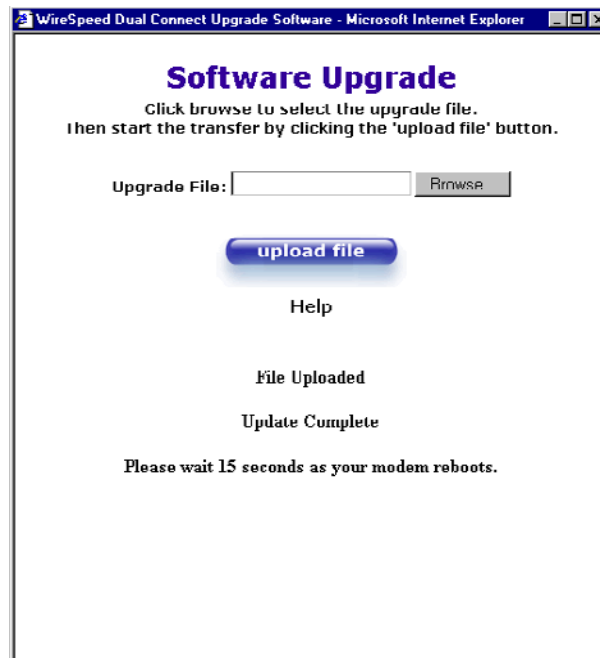 WireSpeed Dual Connect Upgrade Software - Microsoft Internet Explorer
Software Upgrade
Click browse to select the upgrade file.
Then start the transfer by clicking the 'upload file' button.
Upgrade File:
Browse...
upload file
Help
File Uploaded
Update Complete
Please wait 15 seconds as your modem reboots.